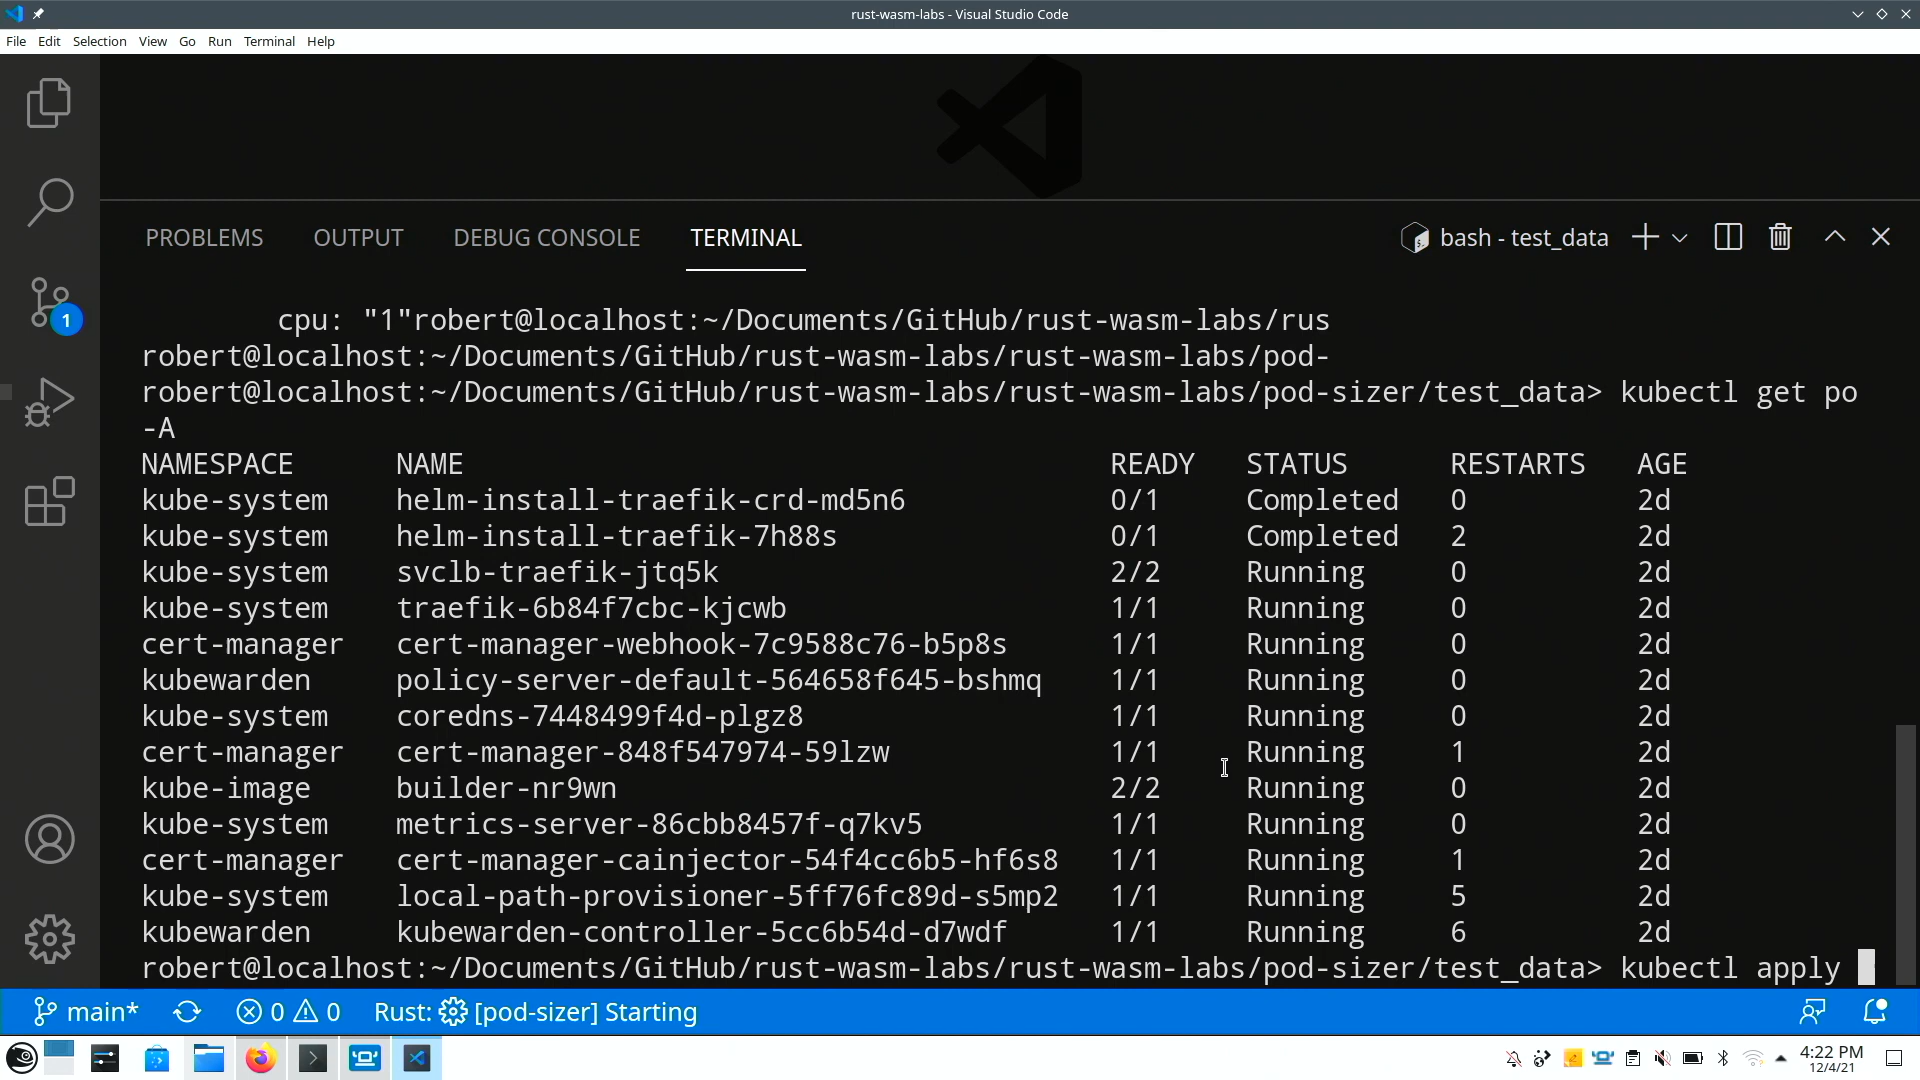 rust-wasm-labs - Visual Studio Code
File Edit Selection View Go Run Terminal Help
PROBLEMS OUTPUT DEBUG CONSOLE TERMINAL bash - test_data
cpu: "1"robert@localhost:~/Documents/GitHub/rust-wasm-labs/rus
robert@localhost:~/Documents/GitHub/rust-wasm-labs/rust-wasm-labs/pod-
robert@localhost:~/Documents/GitHub/rust-wasm-labs/rust-wasm-labs/pod-sizer/test_data> kubectl get po
-A
NAMESPACE NAME READY STATUS RESTARTS AGE
kube-system helm-install-traefik-crd-md5n6 0/1 Completed 0 2d
kube-system helm-install-traefik-7h88s 0/1 Completed 2 2d
kube-system svclb-traefik-jtq5k 2/2 Running 0 2d
kube-system traefik-6b84f7cbc-kjcwb 1/1 Running 0 2d
cert-manager cert-manager-webhook-7c9588c76-b5p8s 1/1 Running 0 2d
kubewarden policy-server-default-564658f645-bshmq 1/1 Running 0 2d
kube-system coredns-7448499f4d-plgz8 1/1 Running 0 2d
cert-manager cert-manager-848f547974-59lzw 1/1 Running 1 2d
kube-image builder-nr9wn 2/2 Running 0 2d
kube-system metrics-server-86cbb8457f-q7kv5 1/1 Running 0 2d
cert-manager cert-manager-cainjector-54f4cc6b5-hf6s8 1/1 Running 1 2d
kube-system local-path-provisioner-5ff76fc89d-s5mp2 1/1 Running 5 2d
kubewarden kubewarden-controller-5cc6b54d-d7wdf 1/1 Running 6 2d
robert@localhost:~/Documents/GitHub/rust-wasm-labs/rust-wasm-labs/pod-sizer/test_data> kubectl apply
1
main* 0 0 Rust: [pod-sizer] Starting
4:22 PM
12/4/21